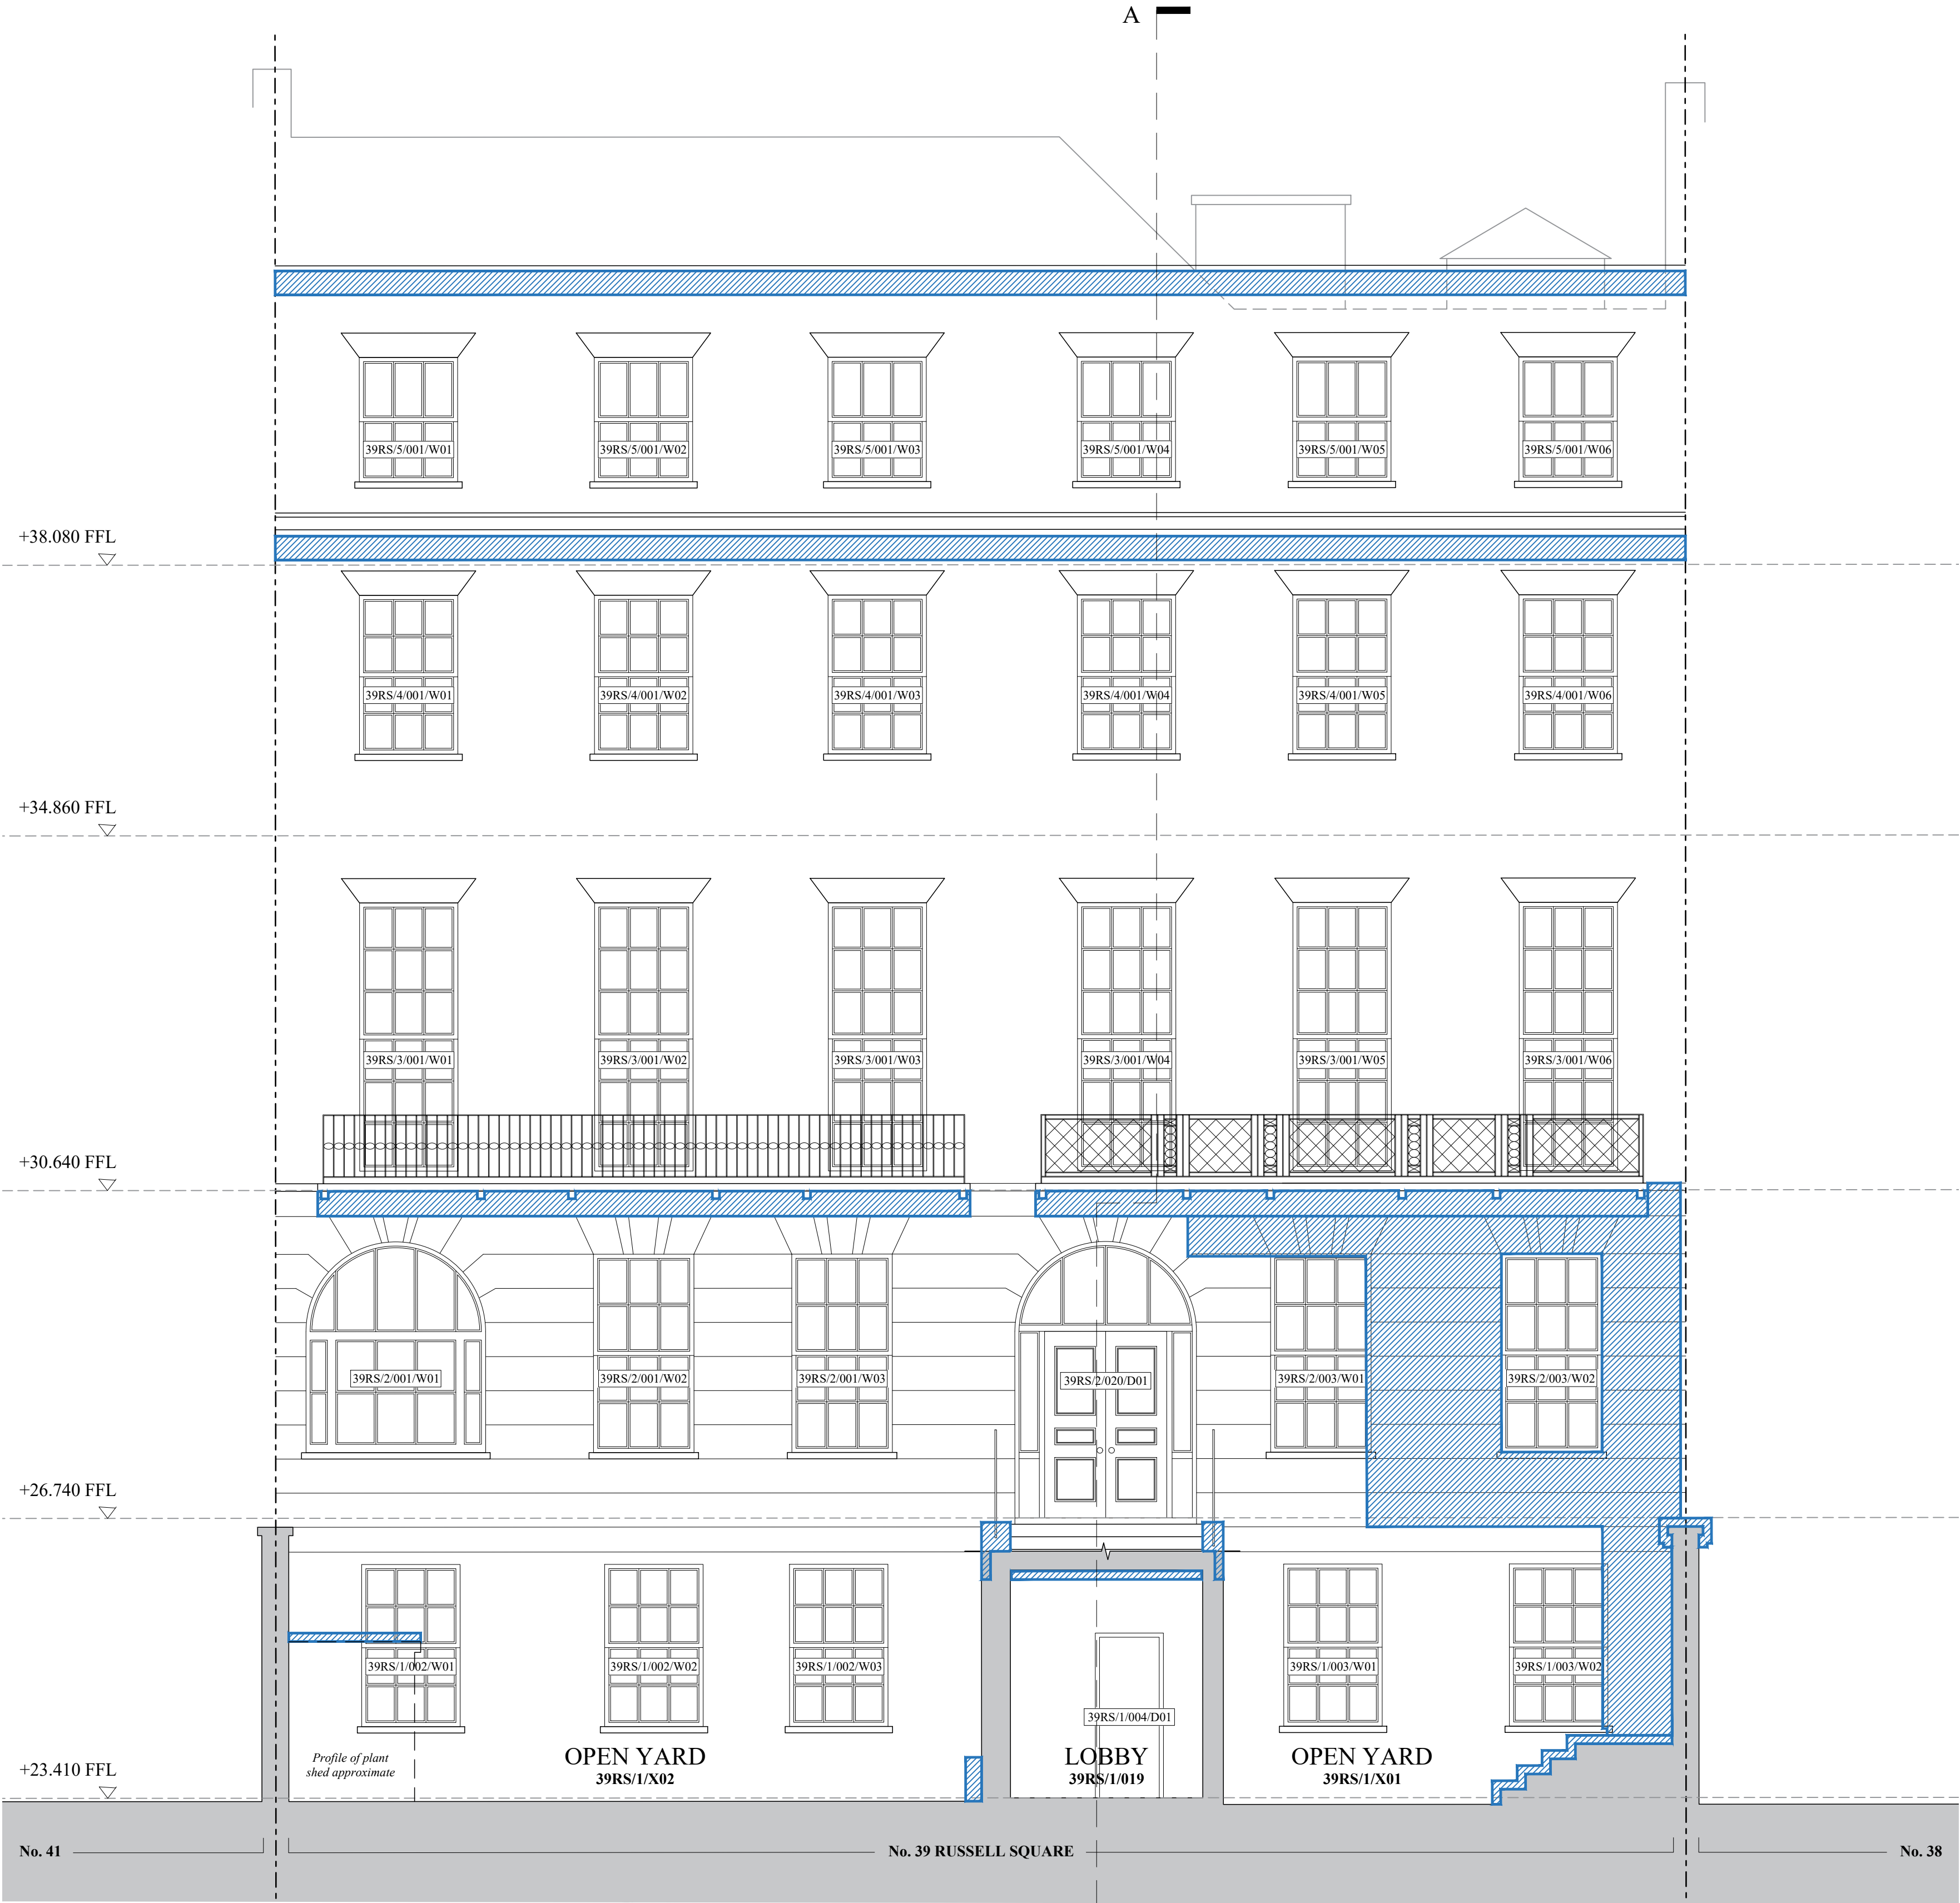 A
39RS/5/001/W01 39RS/5/001/W02 39RS/5/001/W03 39RS/5/001/W04 39RS/5/001/W05 39RS/5/001/W06
+38.080 FFL
39RS/4/001/W01 39RS/4/001/W02 39RS/4/001/W03 39RS/4/001/W04 39RS/4/001/W05 39RS/4/001/W06
+34.860 FFL
39RS/3/001/W01 39RS/3/001/W02 39RS/3/001/W03 39RS/3/001/W04 39RS/3/001/W05 39RS/3/001/W06
+30.640 FFL
39RS/2/001/W01 39RS/2/001/W02 39RS/2/001/W03 39RS/2/020/D01 39RS/2/003/W01 39RS/2/003/W02
+26.740 FFL
39RS/1/002/W01 39RS/1/002/W02 39RS/1/002/W03 39RS/1/003/W01 39RS/1/003/W02
39RS/1/004/D01
Profile of plant
shed approximate
OPEN YARD
39RS/1/X02
LOBBY
39RS/1/019
OPEN YARD
39RS/1/X01
+23.410 FFL
No. 41 No. 39 RUSSELL SQUARE No. 38